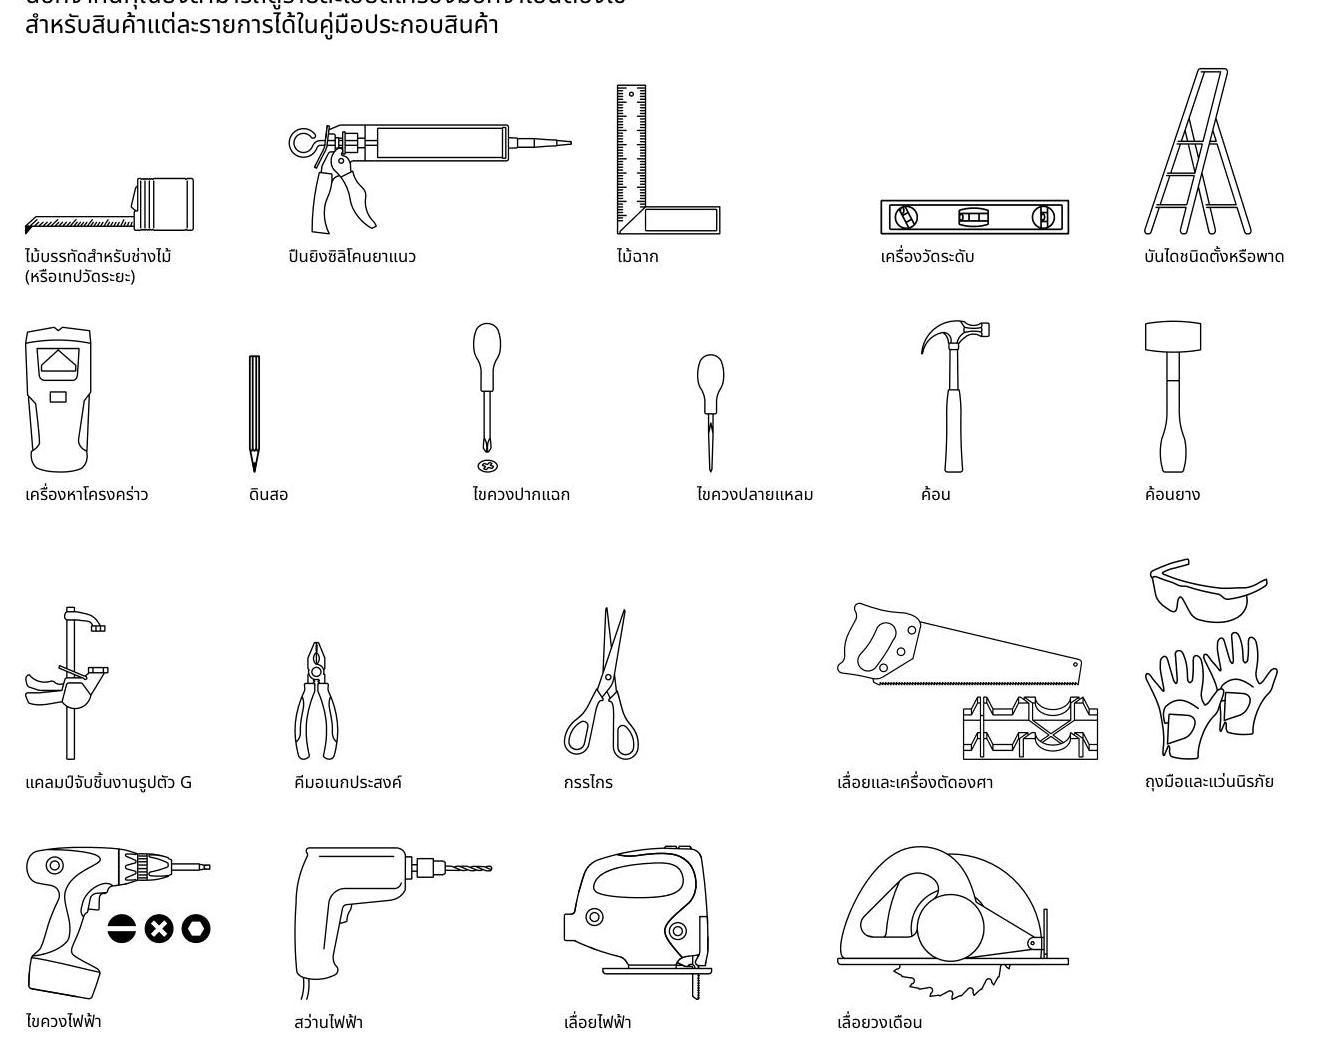 สำหรับสินค้าแต่ละรายการได้ในคู่มือประกอบสินค้า
ไม้บรรทัดสำหรับช่างไม้
(หรือเทปวัดระยะ)
ปืนยิงซิลิโคนยาแนว
ไม้ฉาก
เครื่องวัดระดับ
บันไดชนิดตั้งหรือพาด
เครื่องหาโครงคร่าว
ดินสอ
ไขควงปากแฉก
ไขควงปลายแหลม
ค้อน
ค้อนยาง
แคลมป์จับชิ้นงานรูปตัว G
คีมอเนกประสงค์
กรรไกร
เลื่อยและเครื่องตัดองศา
ถุงมือและแว่นนิรภัย
ไขควงไฟฟ้า
สว่านไฟฟ้า
เลื่อยไฟฟ้า
เลื่อยวงเดือน